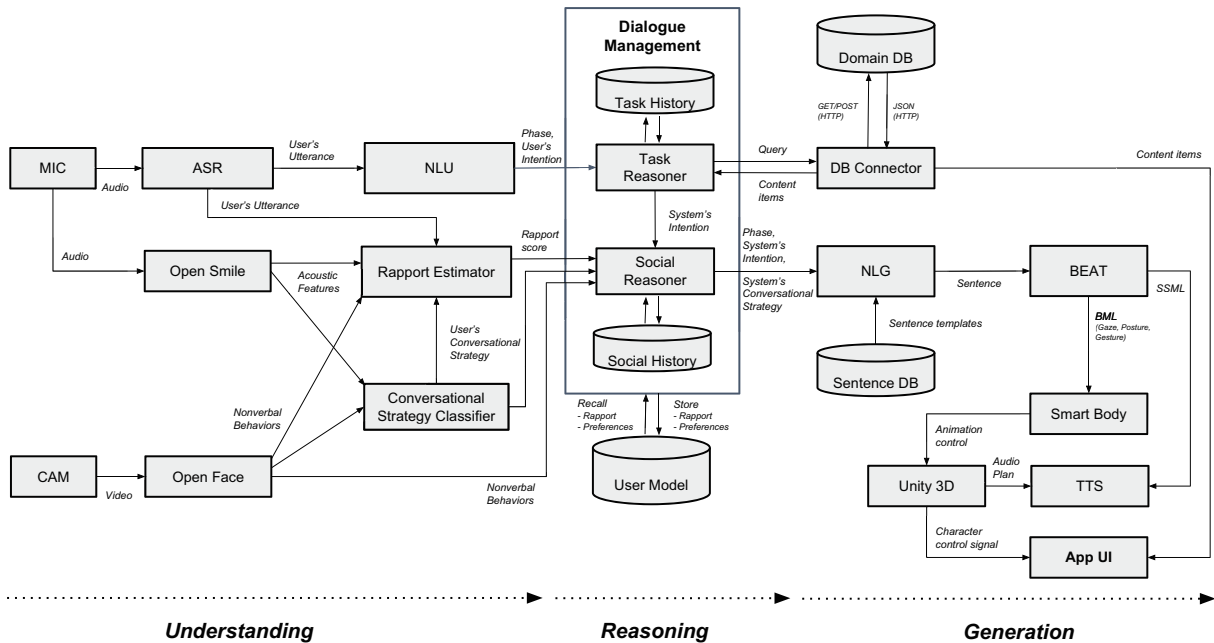 Dialogue
Management
Task History
Domain DB
GET/POST
(HTTP)
JSON
(HTTP)
MIC
Audio
ASR
User's
Utterance
NLU
Phase,
User's
Intention
Task
Reasoner
Query
Content
items
DB Connector
Content items
User's Utterance
System's
Intention
Audio
Open Smile
Acoustic
Features
Rapport Estimator
Rapport
score
Social
Reasoner
Phase,
System's
Intention,
System's
Conversational
Strategy
NLG
Sentence
BEAT
SSML
User's
Conversational
Strategy
Social History
Sentence templates
Sentence DB
BML
(Gaze, Posture,
Gesture)
Conversational
Strategy Classifier
Nonverbal
Behaviors
Recall
- Rapport
- Preferences
Store
- Rapport
- Preferences
Smart Body
Animation
control
CAM
Video
Open Face
Nonverbal
Behaviors
User Model
Unity 3D
Audio
Plan
TTS
Character
control signal
App UI
Understanding
Reasoning
Generation